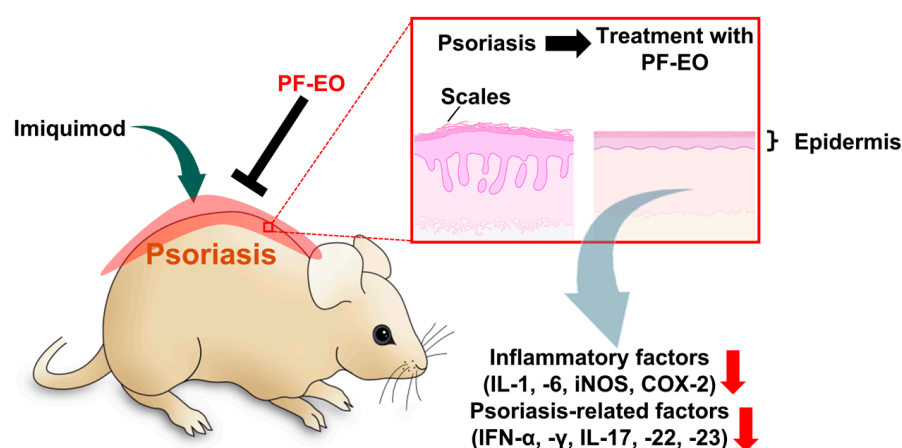 Psoriasis
Treatment with
PF-EO
PF-EO
Scales
Imiquimod
} Epidermis
Psoriasis
Inflammatory factors
(IL-1, -6, iNOS, COX-2)
Psoriasis-related factors
(IFN-α, -γ, IL-17, -22, -23)